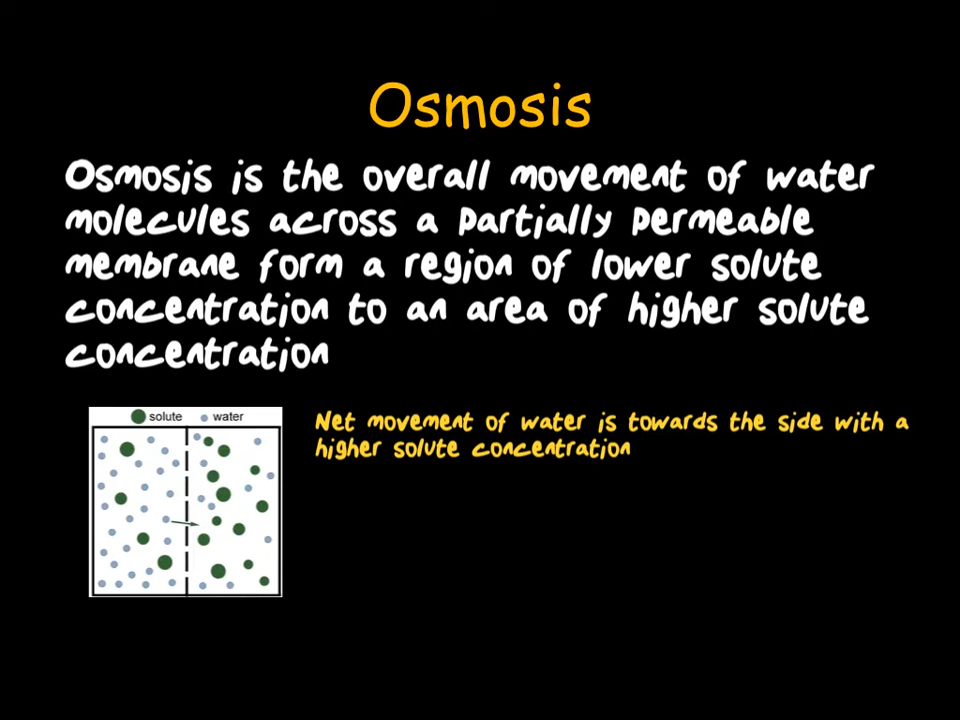 Osmosis
Osmosis is the overall movement of water
molecules across a partially permeable
membrane form a region of lower solute
concentration to an area of higher solute
concentration
solute water
Net movement of water is towards the side with a
higher solute concentration